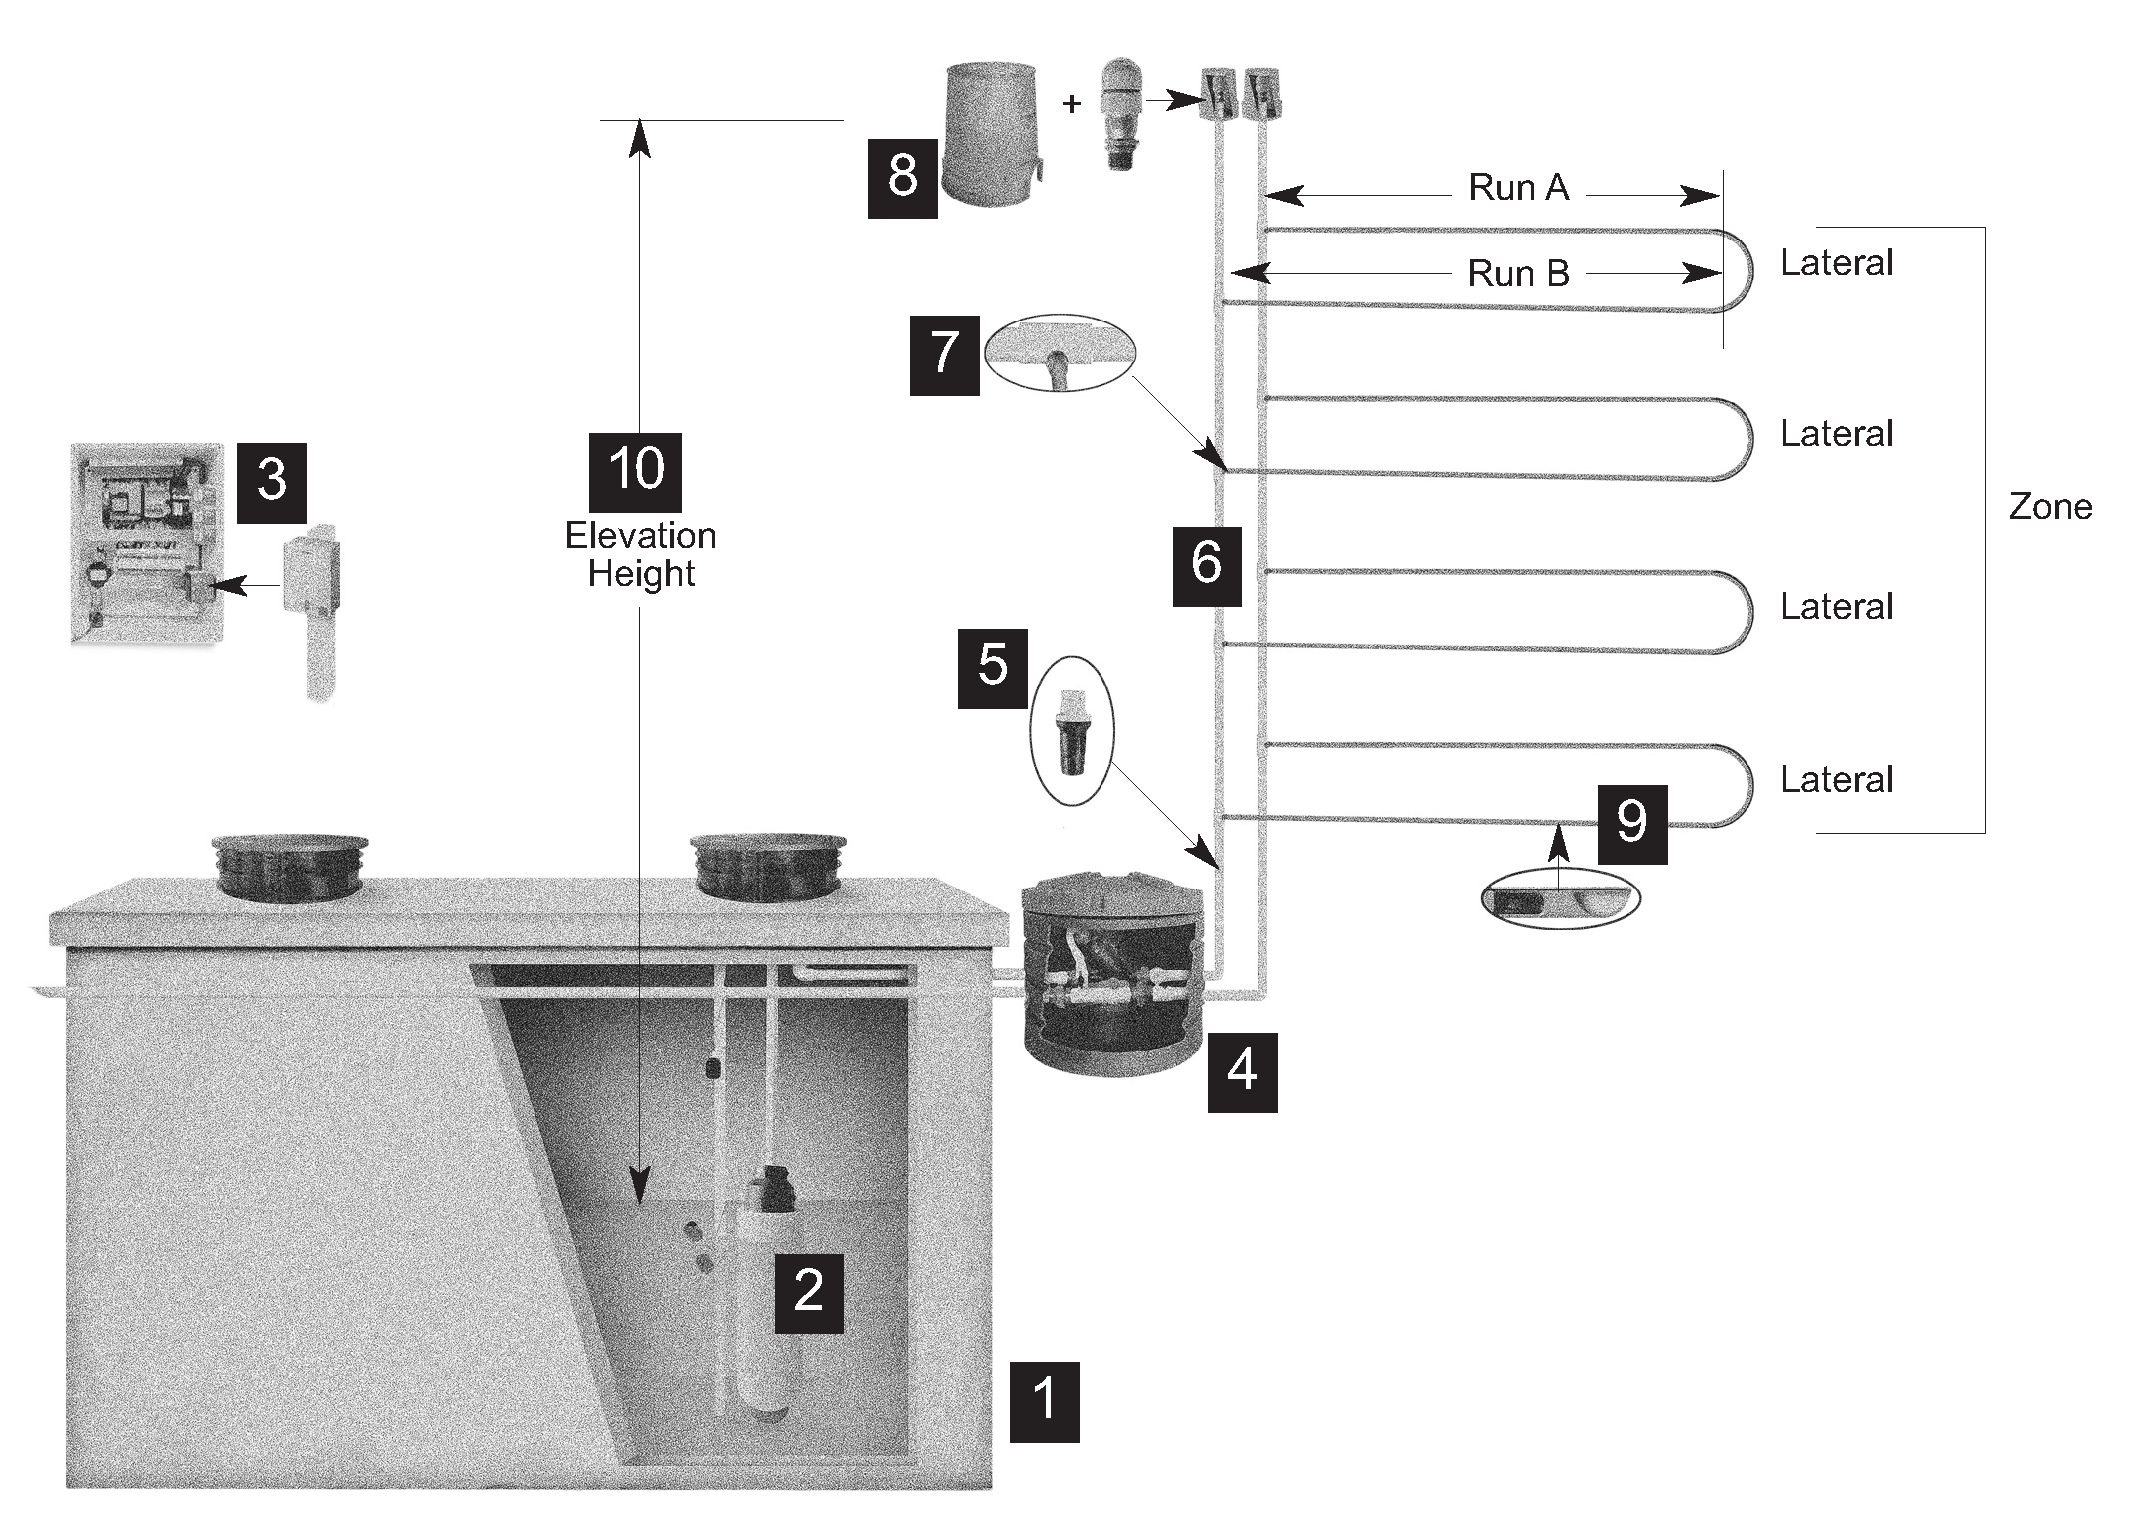 8
+
Run A
Lateral
Run B
7
Lateral
3
10
Elevation
Height
Zone
6
Lateral
5
Lateral
9
4
2
1